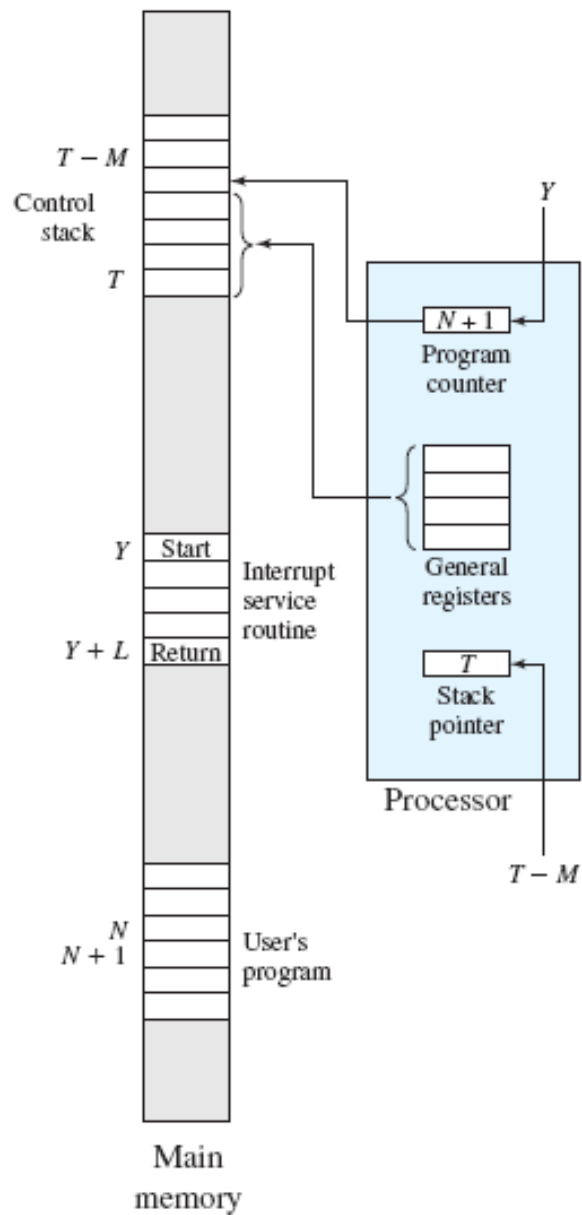 T – M
Control
stack
T
Y
N + 1
Program
counter
General
registers
T
Stack
pointer
Processor
T – M
Y
Start
Interrupt
service
routine
Y + L
Return
N
N + 1
User's
program
Main
memory